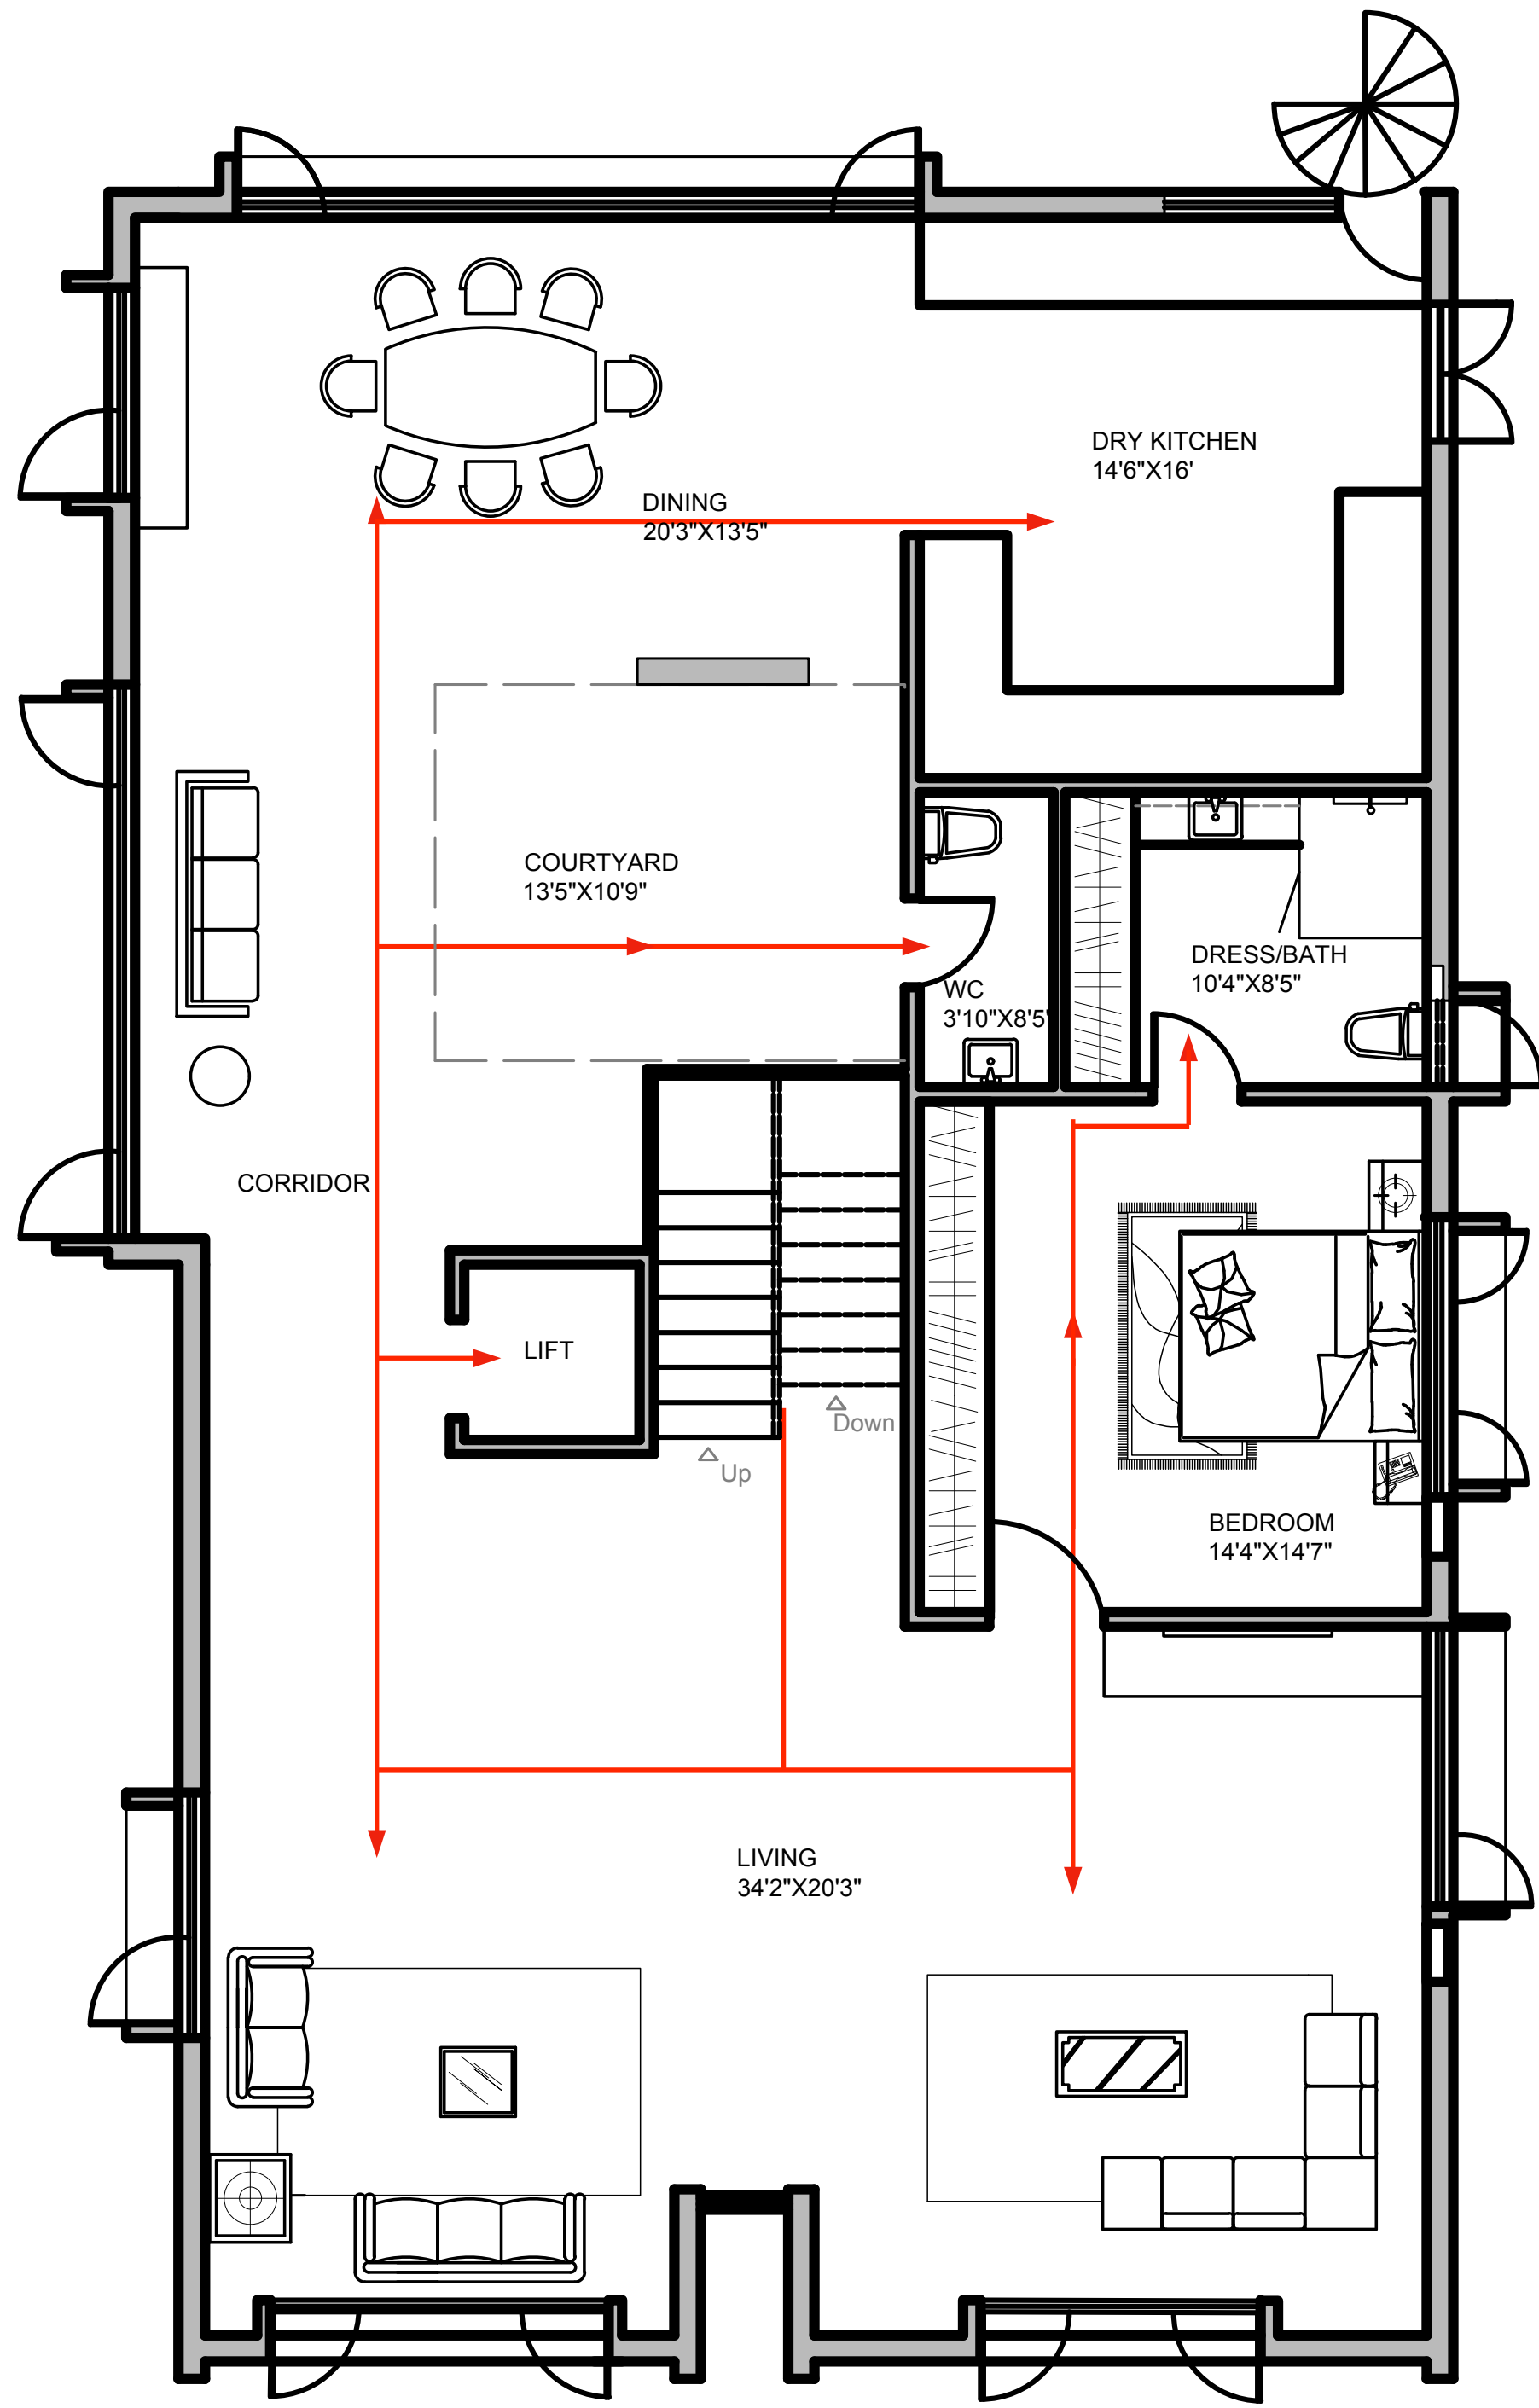 DRY KITCHEN
14'6"X16'
DINING
20'3"X13'5"
COURTYARD
13'5"X10'9"
DRESS/BATH
10'4"X8'5"
WC
3'10"X8'5"
CORRIDOR
LIFT
Down
Up
BEDROOM
14'4"X14'7"
LIVING
34'2"X20'3"